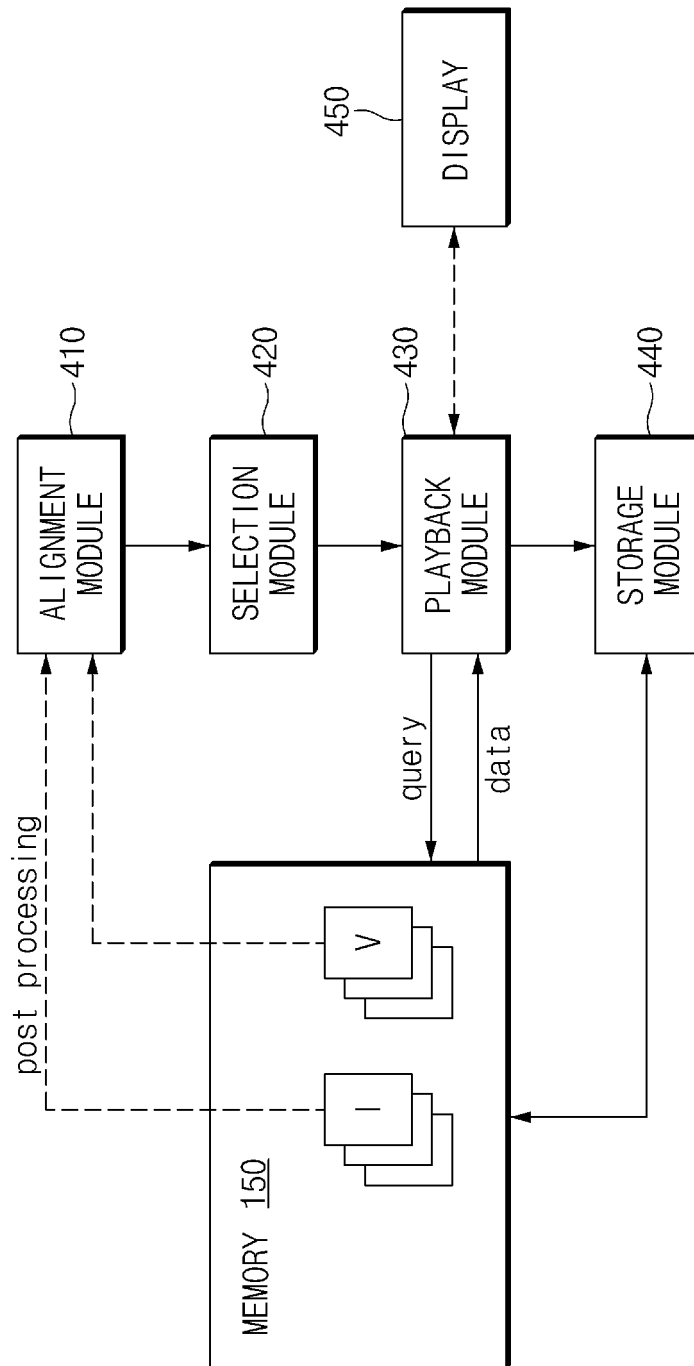 post processing
MEMORY 150
I
V
query
data
410
ALIGNMENT
MODULE
420
SELECTION
MODULE
430
PLAYBACK
MODULE
440
STORAGE
MODULE
450
DISPLAY